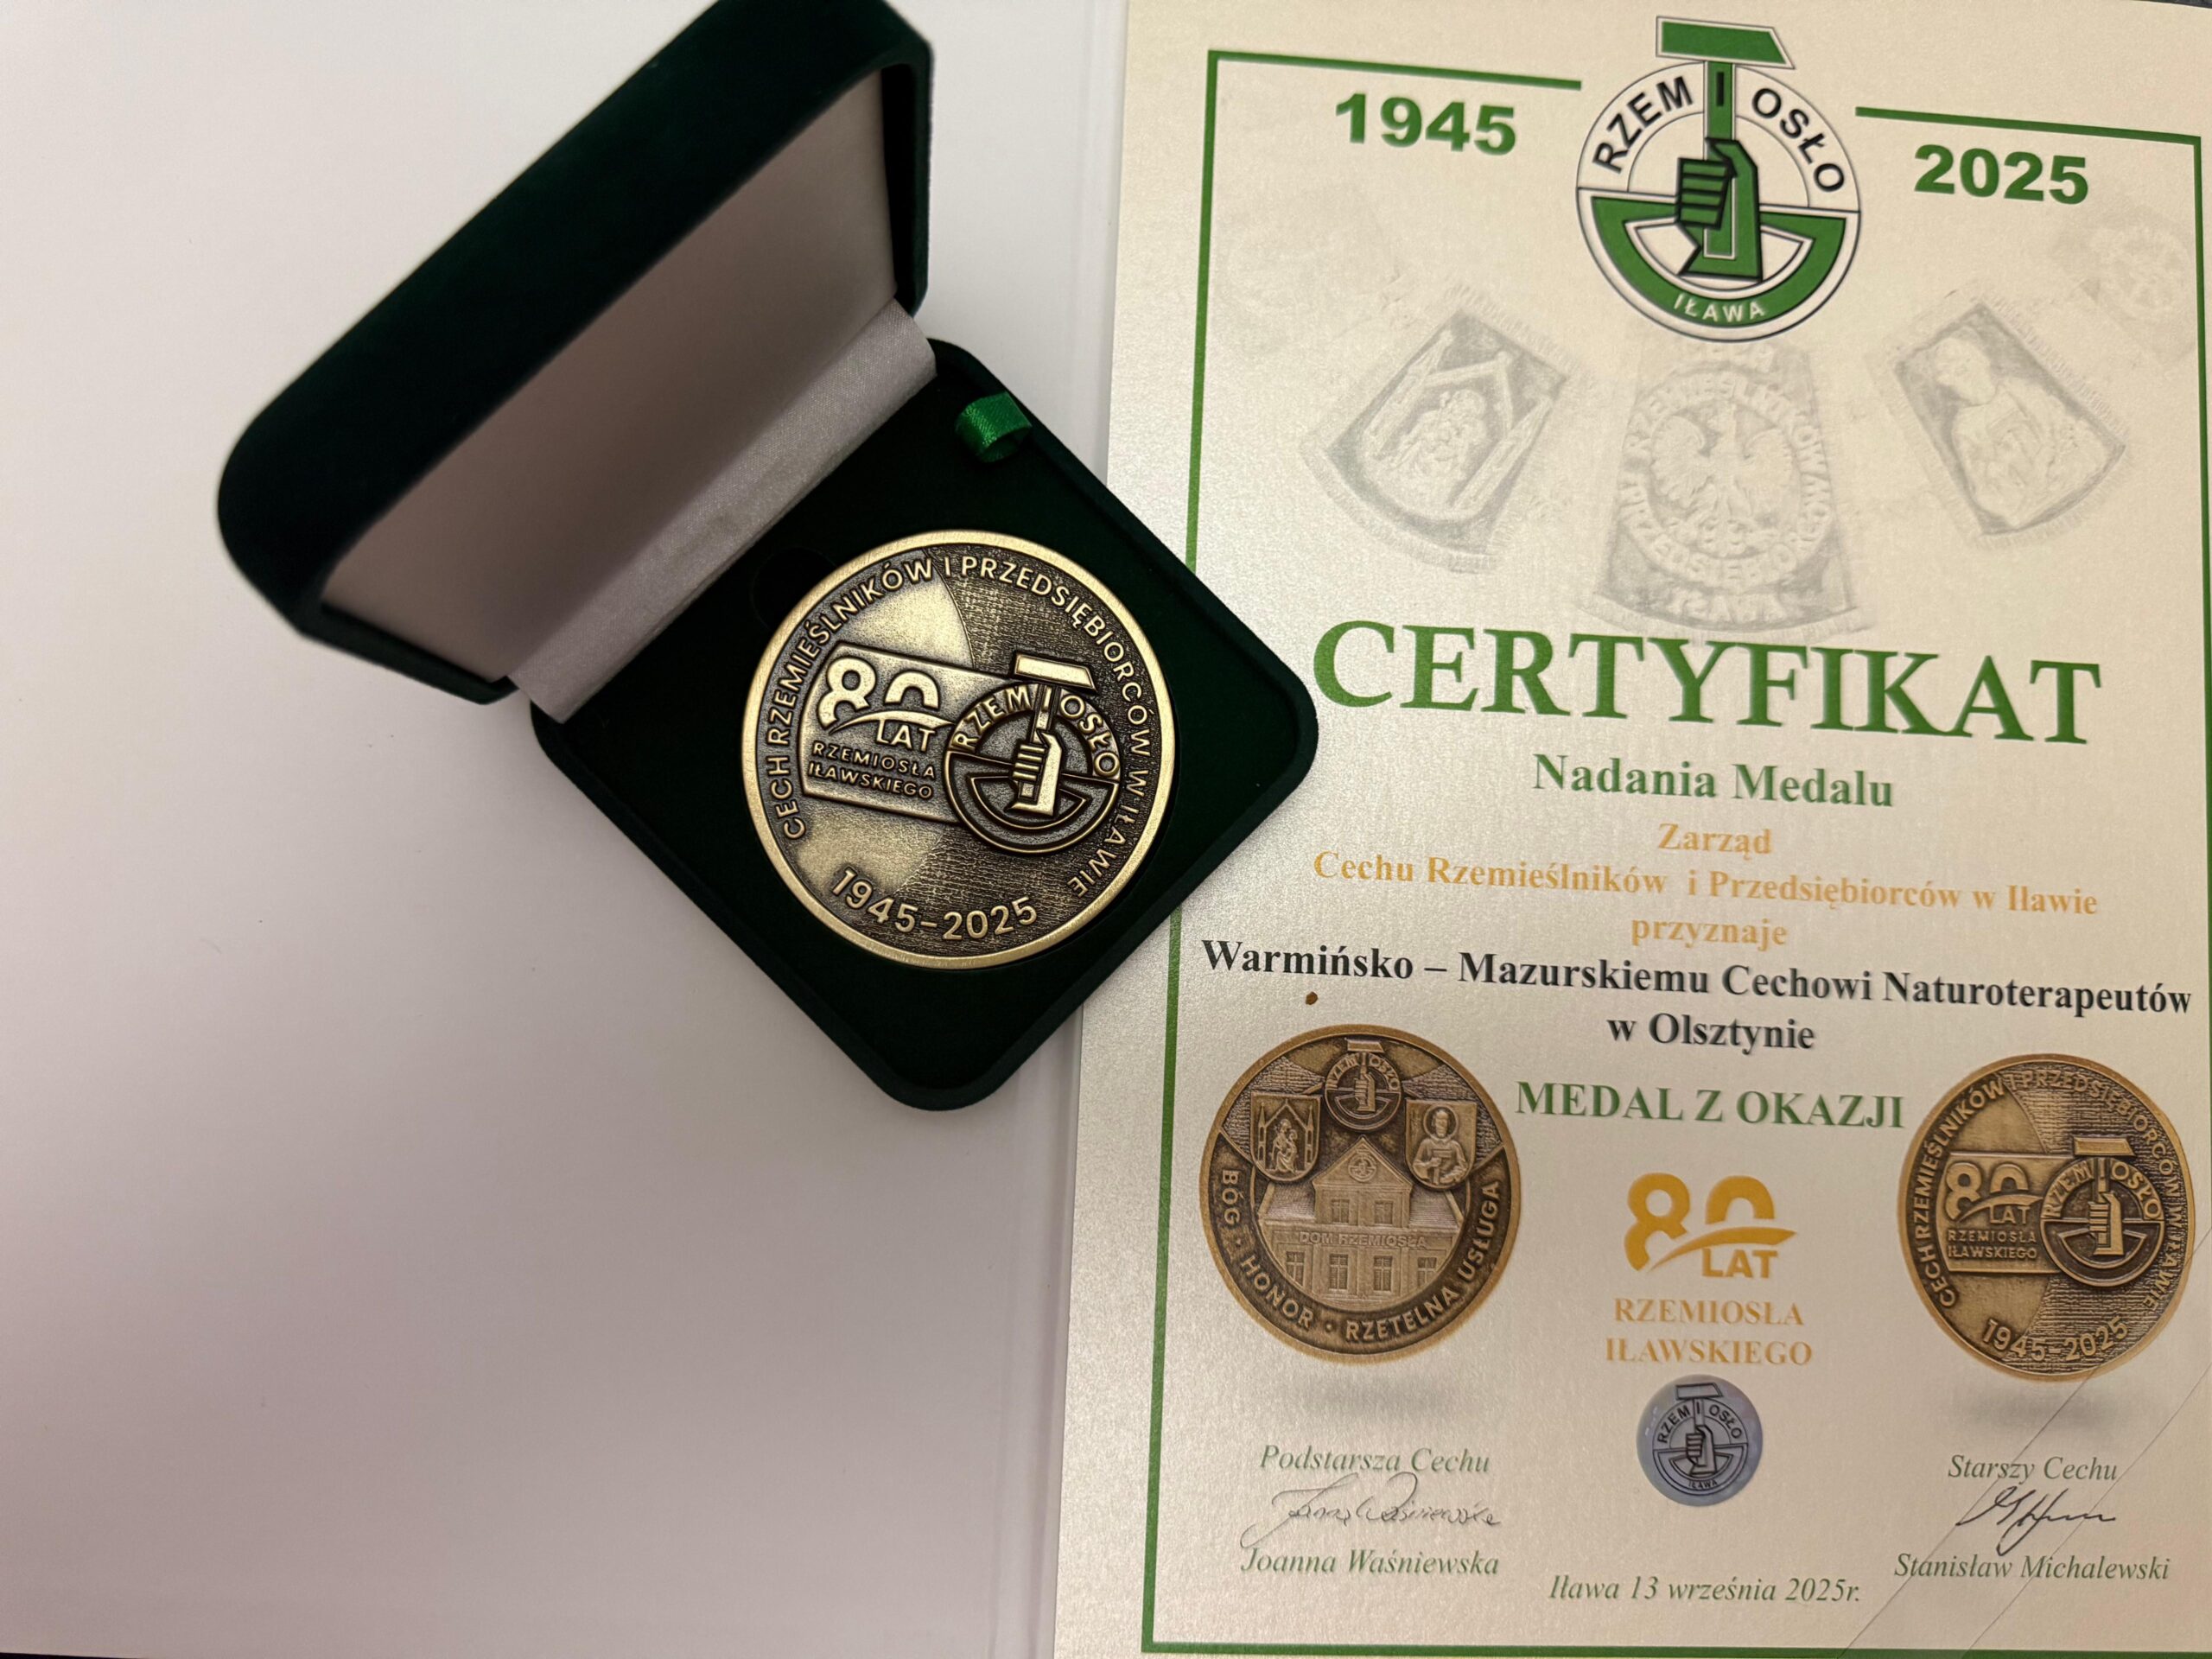 CECH RZEMIEŚLNIKÓW I PRZEDSIĘBIORCÓW W IŁAWIE
80
LAT
RZEMIOSŁA
IŁAWSKIEGO
RZEMIOSŁO
1945-2025
1945
RZEMIOSŁO
IŁAWA
2025
CERTYFIKAT
Nadania Medalu
Zarząd
Cechu Rzemieślników i Przedsiębiorców w Iławie
przyznaje
Warmińsko – Mazurskiemu Cechowi Naturoterapeutów
w Olsztynie
MEDAL Z OKAZJI
RZEMIOSŁO
DOM RZEMIOSŁA
BÓG · HONOR · RZETELNA USŁUGA
80
LAT
RZEMIOSŁA
IŁAWSKIEGO
CECH RZEMIEŚLNIKÓW I PRZEDSIĘBIORCÓW W IŁAWIE
80
LAT
RZEMIOSŁA
IŁAWSKIEGO
RZEMIOSŁO
1945-2025
RZEMIOSŁO
IŁAWA
Podstarsza Cechu
Joanna Waśniewska
Starszy Cechu
Stanisław Michalewski
Iława 13 września 2025r.